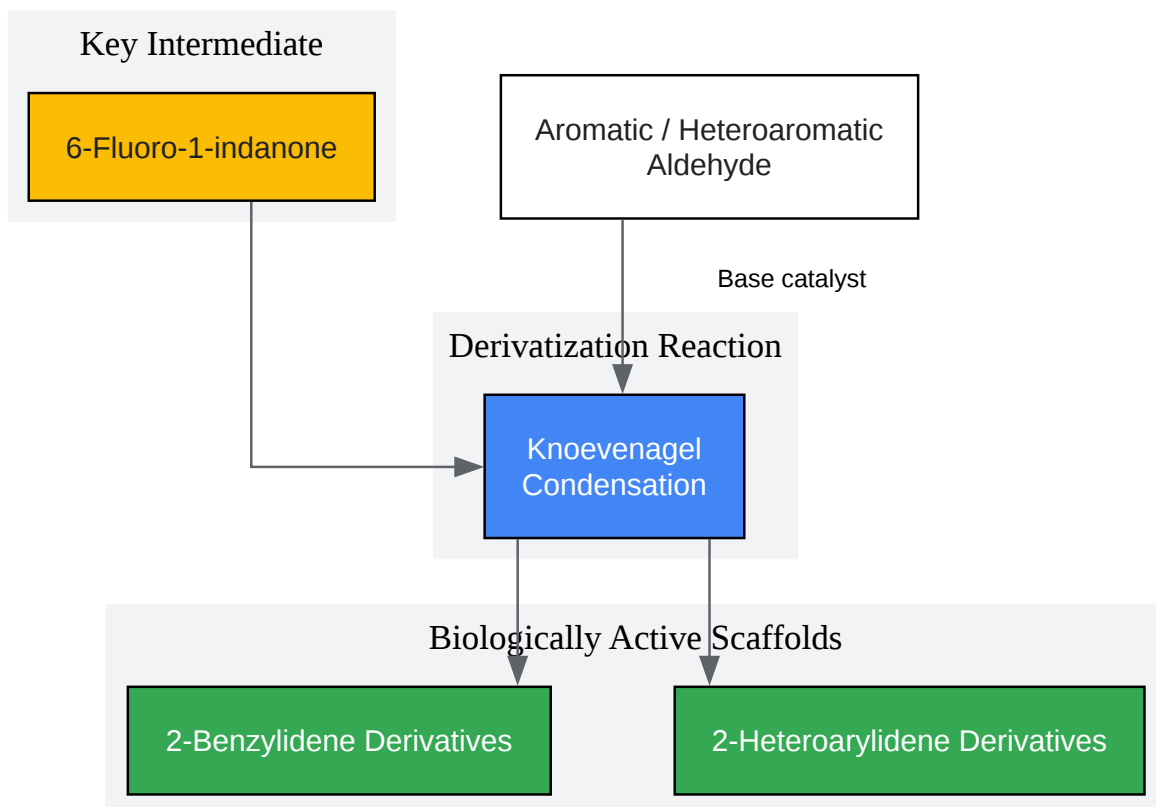 Key Intermediate
6-Fluoro-1-indanone
Aromatic / Heteroaromatic
Aldehyde
Base catalyst
Derivatization Reaction
Knoevenagel
Condensation
Biologically Active Scaffolds
2-Benzylidene Derivatives
2-Heteroarylidene Derivatives